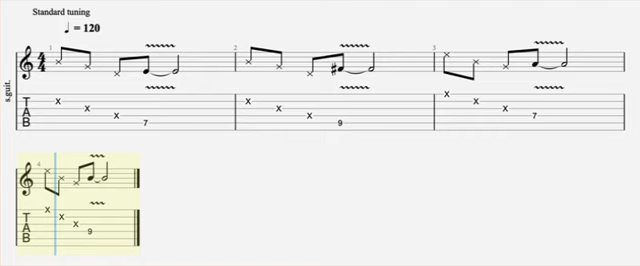 Standard tuning
♩ = 120
1 2 3
s.guit.
T X X X
A X X X
B X X X
7 9 7
4
T X X
A X
B 9